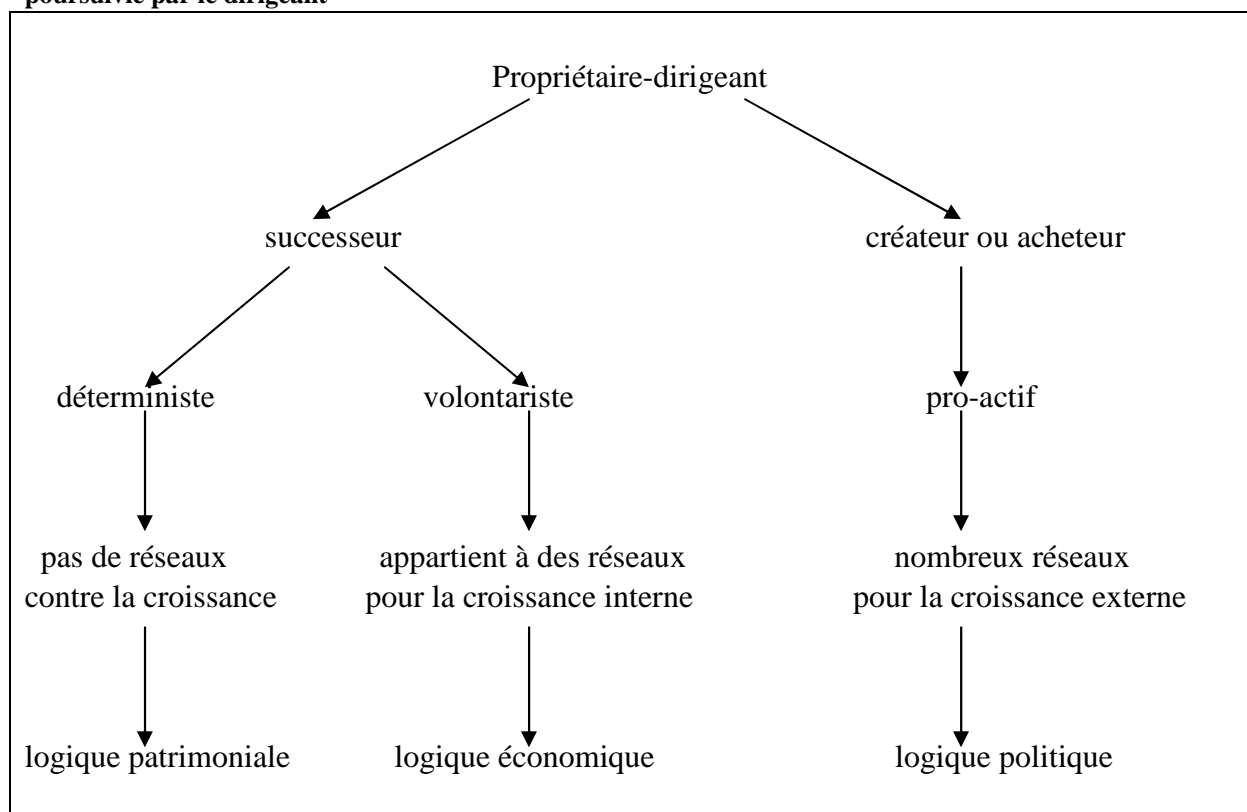 poursuivie par le dirigeant
Propriétaire-dirigeant
successeur
créateur ou acheteur
déterministe
volontariste
pro-actif
pas de réseaux
contre la croissance
appartient à des réseaux
pour la croissance interne
nombreux réseaux
pour la croissance externe
logique patrimoniale
logique économique
logique politique